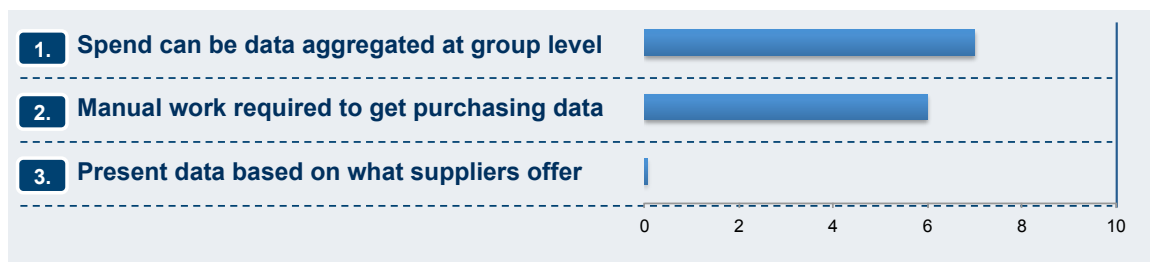 1. Spend can be data aggregated at group level
2. Manual work required to get purchasing data
3. Present data based on what suppliers offer
0 2 4 6 8 10